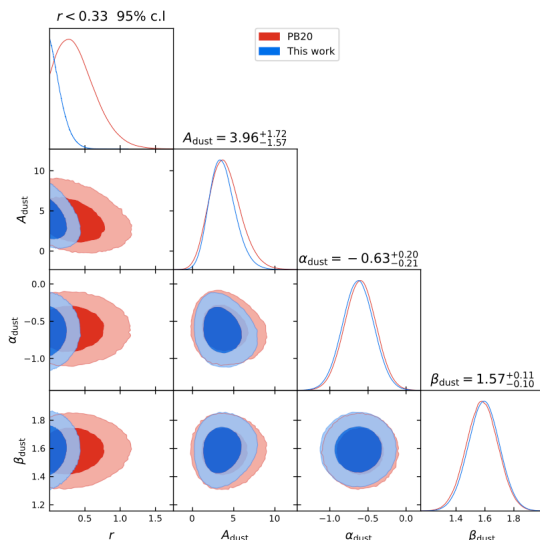 r < 0.33 95% c.l
PB20
This work
A_dust = 3.96^{+1.72}_{-1.57}
10
5
0
A_dust
α_dust = −0.63^{+0.20}_{-0.21}
0.0
−0.5
−1.0
α_dust
β_dust = 1.57^{+0.11}_{-0.10}
1.8
1.6
1.4
1.2
β_dust
0.5 1.0 1.5
0 5 10
−1.0 −0.5 0.0
1.4 1.6 1.8
r
A_dust
α_dust
β_dust